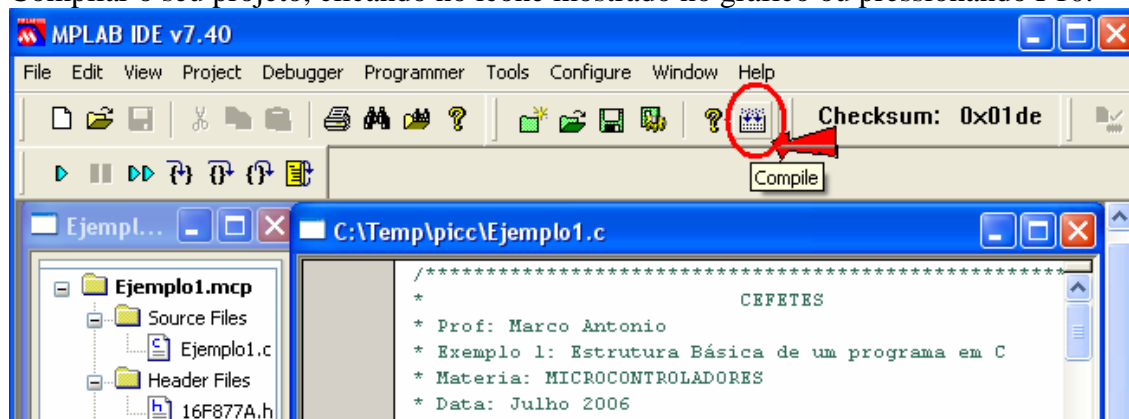 Compilar o seu projeto, clicando no ícone mostrado no gráfico ou pressionando F10.
MPLAB IDE v7.40
File Edit View Project Debugger Programmer Tools Configure Window Help
Checksum: 0x01de
Compile
Ejempl...
C:\Temp\picc\Ejemplo1.c
Ejemplo1.mcp
Source Files
Ejemplo1.c
Header Files
16F877A.h
/*****************************************************
* CEFETES
* Prof: Marco Antonio
* Exemplo 1: Estrutura Básica de um programa em C
* Materia: MICROCONTROLADORES
* Data: Julho 2006